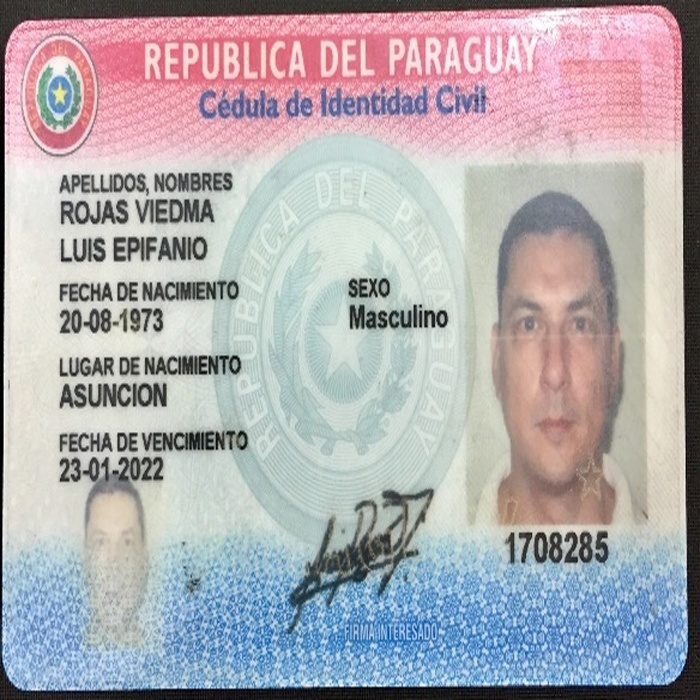 REPUBLICA DEL PARAGUAY
Cédula de Identidad Civil
APELLIDOS, NOMBRES
ROJAS VIEDMA
LUIS EPIFANIO
FECHA DE NACIMIENTO
20-08-1973
SEXO
Masculino
LUGAR DE NACIMIENTO
ASUNCION
FECHA DE VENCIMIENTO
23-01-2022
REPUBLICA DEL PARAGUAY
1708285
FIRMA INTERESADO